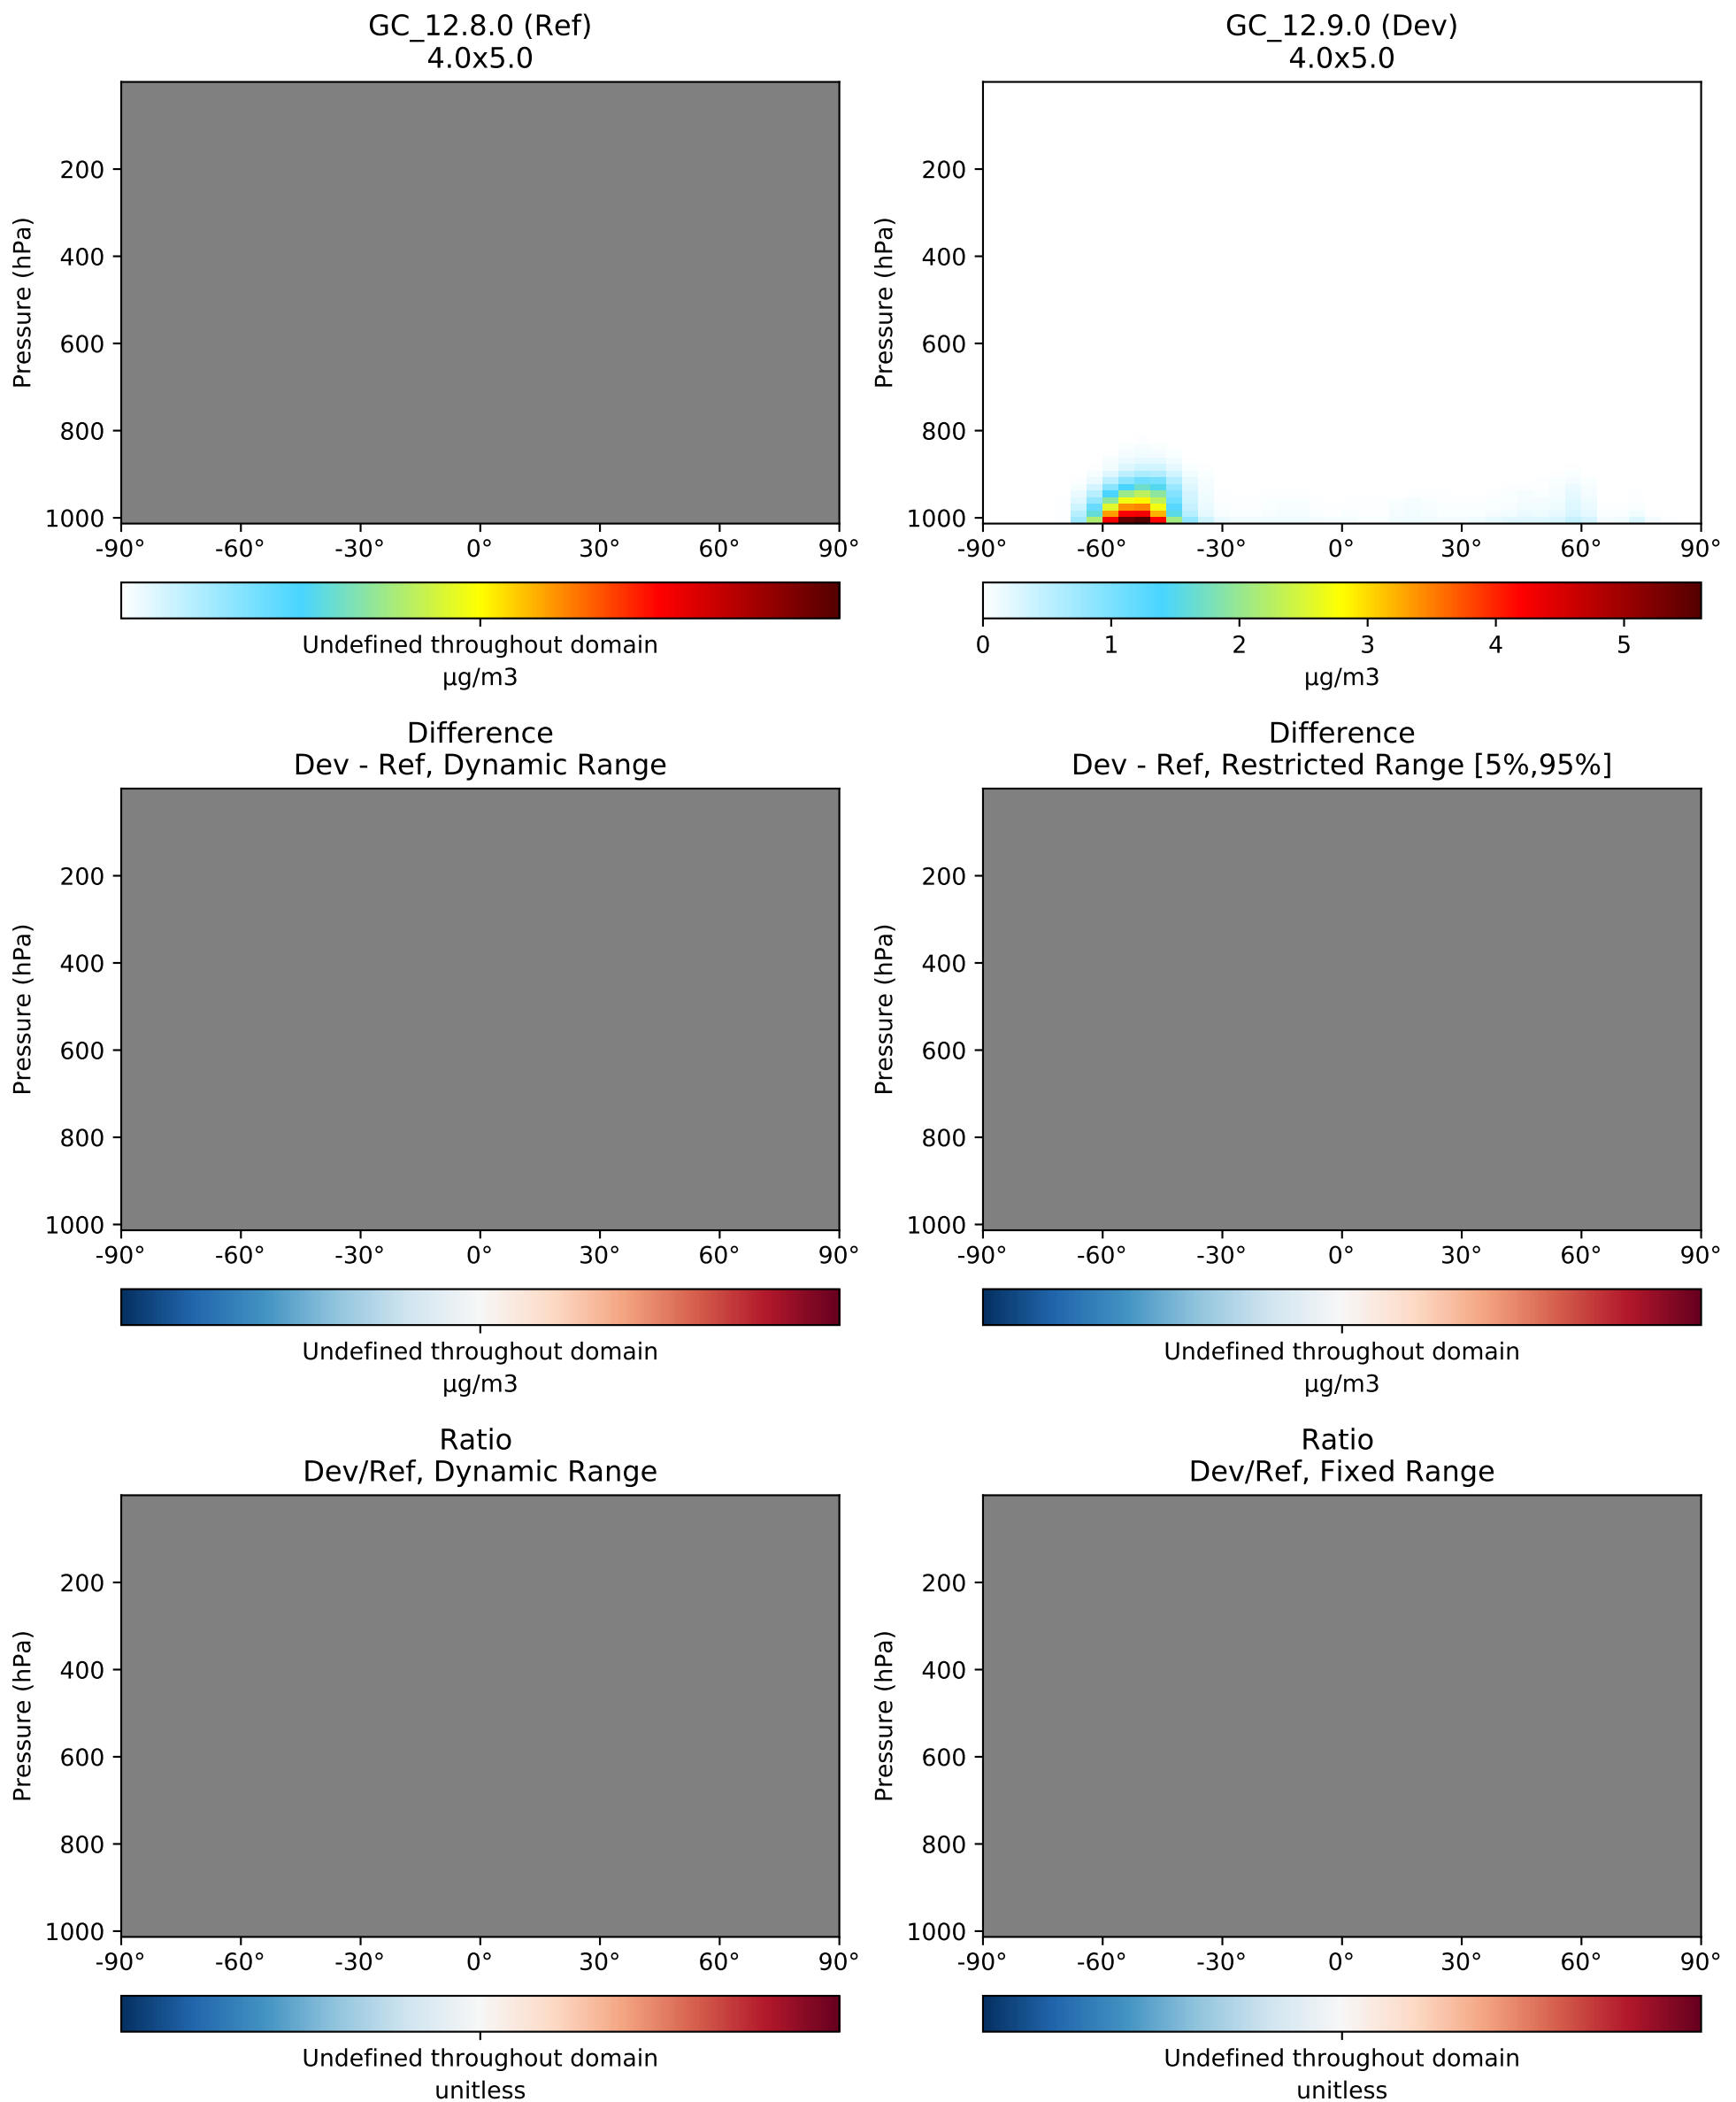 GC_12.8.0 (Ref)
4.0x5.0
Pressure (hPa)
200
400
600
800
1000
-90° -60° -30° 0° 30° 60° 90°
Undefined throughout domain
μg/m3
GC_12.9.0 (Dev)
4.0x5.0
Pressure (hPa)
200
400
600
800
1000
-90° -60° -30° 0° 30° 60° 90°
0 1 2 3 4 5
μg/m3
Difference
Dev - Ref, Dynamic Range
Pressure (hPa)
200
400
600
800
1000
-90° -60° -30° 0° 30° 60° 90°
Undefined throughout domain
μg/m3
Difference
Dev - Ref, Restricted Range [5%,95%]
Pressure (hPa)
200
400
600
800
1000
-90° -60° -30° 0° 30° 60° 90°
Undefined throughout domain
μg/m3
Ratio
Dev/Ref, Dynamic Range
Pressure (hPa)
200
400
600
800
1000
-90° -60° -30° 0° 30° 60° 90°
Undefined throughout domain
unitless
Ratio
Dev/Ref, Fixed Range
Pressure (hPa)
200
400
600
800
1000
-90° -60° -30° 0° 30° 60° 90°
Undefined throughout domain
unitless